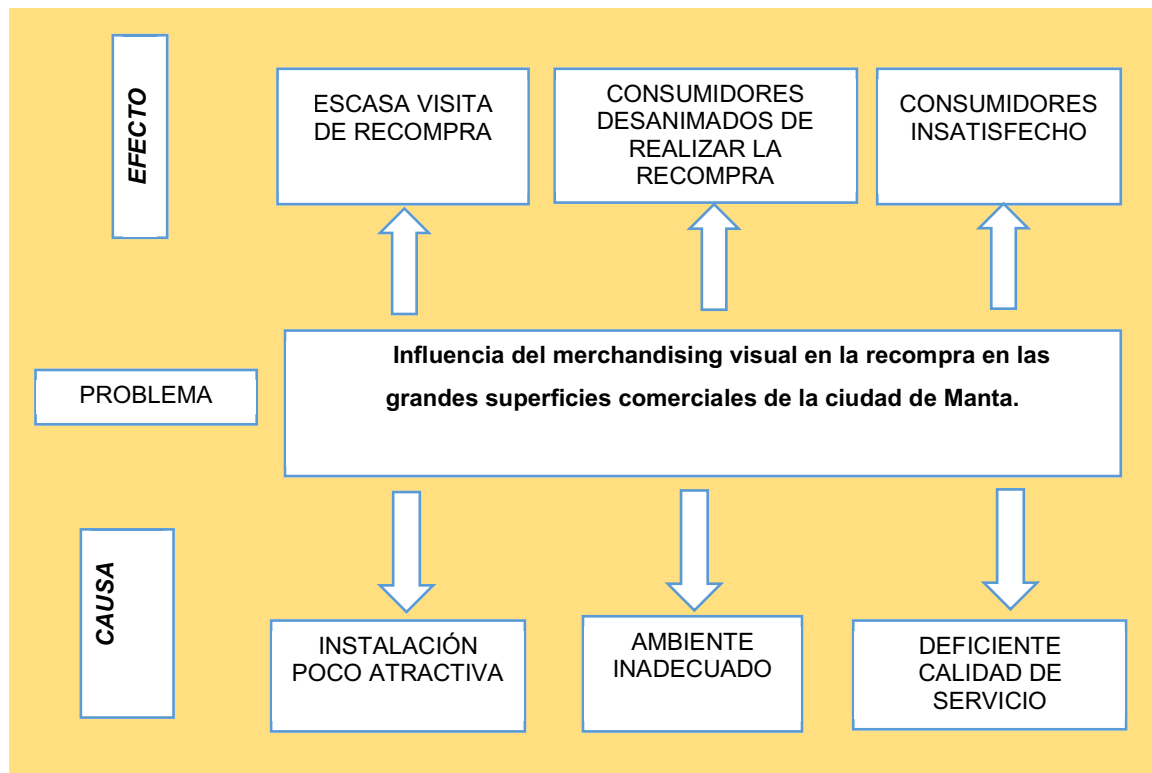 EFECTO
ESCASA VISITA
DE RECOMPRA
CONSUMIDORES
DESANIMADOS DE
REALIZAR LA
RECOMPRA
CONSUMIDORES
INSATISFECHO
PROBLEMA
Influencia del merchandising visual en la recompra en las
grandes superficies comerciales de la ciudad de Manta.
CAUSA
INSTALACIÓN
POCO ATRACTIVA
AMBIENTE
INADECUADO
DEFICIENTE
CALIDAD DE
SERVICIO